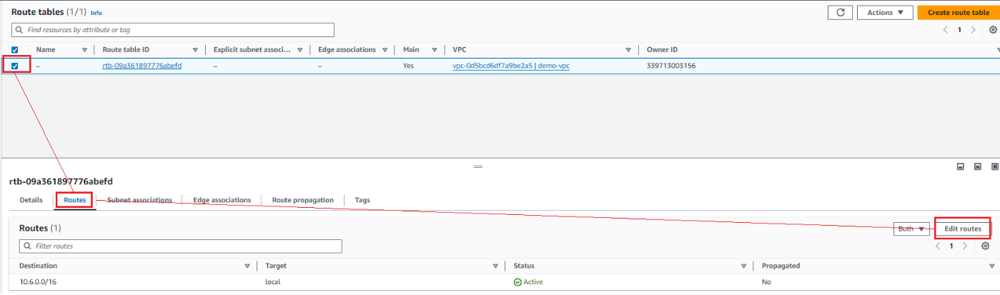 Route tables (1/1) Info Actions Create route table
Find resources by attribute or tag 1
Name Route table ID Explicit subnet associ... Edge associations Main VPC Owner ID
– rtb-09a361897776abefd – – Yes vpc-0d5bcd6df7a9be2a5 | demo-vpc 339713003156
rtb-09a361897776abefd
Details Routes Subnet associations Edge associations Route propagation Tags
Routes (1) Both Edit routes
Filter routes 1
Destination Target Status Propagated
10.6.0.0/16 local Active No